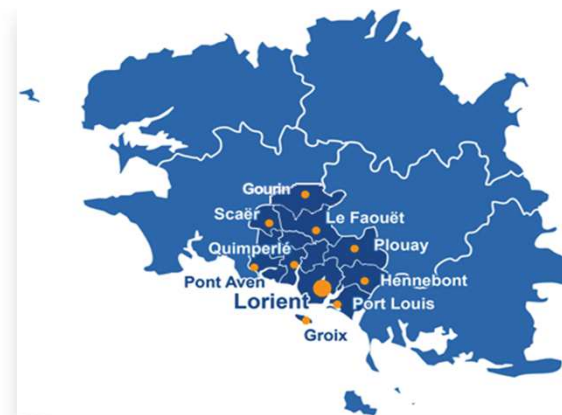 Gourin
Scaër
Le Faouët
Quimperlé
Plouay
Pont Aven
Hennebont
Lorient
Port Louis
Groix